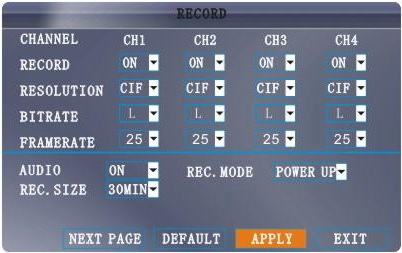 RECORD
CHANNEL CH1 CH2 CH3 CH4
RECORD ON ON ON ON
RESOLUTION CIF CIF CIF CIF
BITRATE L L L L
FRAMERATE 25 25 25 25
AUDIO ON REC.MODE POWER UP
REC.SIZE 30MIN
NEXT PAGE DEFAULT APPLY EXIT